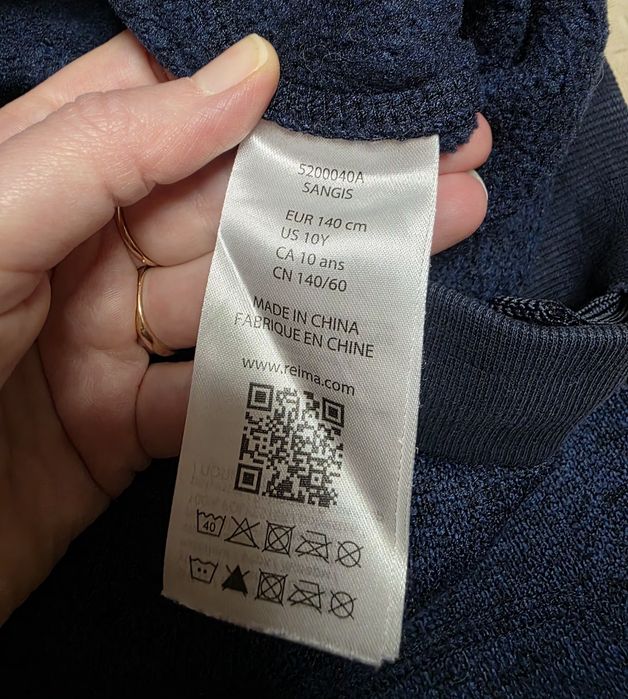 5200040A
SANGIS
EUR 140 cm
US 10Y
CA 10 ans
CN 140/60
MADE IN CHINA
FABRIQUE EN CHINE
www.reima.com
40